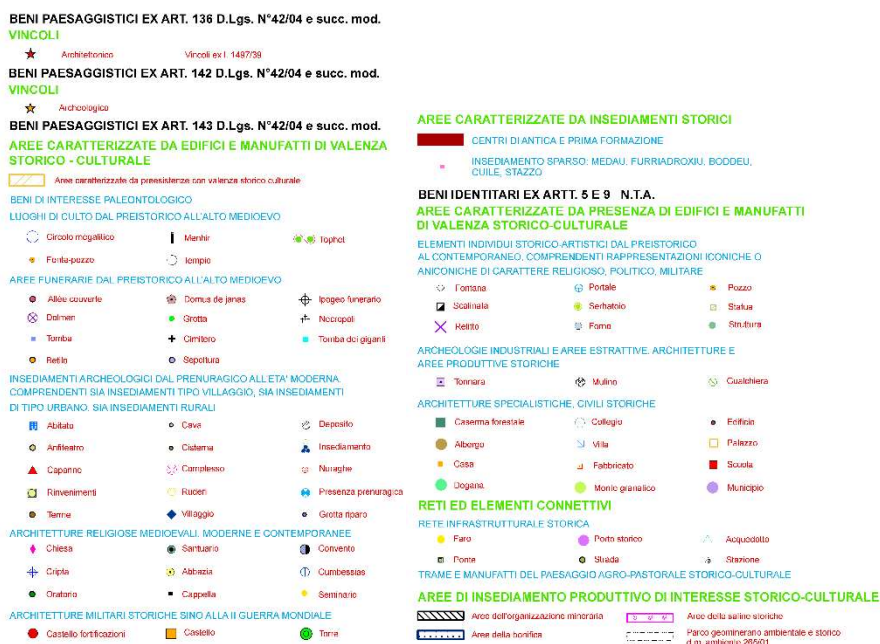 BENI PAESAGGISTICI EX ART. 136 D.Lgs. N°42/04 e succ. mod.
VINCOLI
Architettonico Vincoli ex l. 1497/39
BENI PAESAGGISTICI EX ART. 142 D.Lgs. N°42/04 e succ. mod.
VINCOLI
Archeologico
BENI PAESAGGISTICI EX ART. 143 D.Lgs. N°42/04 e succ. mod.
AREE CARATTERIZZATE DA EDIFICI E MANUFATTI DI VALENZA
STORICO - CULTURALE
Aree caratterizzate da preesistenze con valenza storico culturale
BENI DI INTERESSE PALEONTOLOGICO
LUOGHI DI CULTO DAL PREISTORICO ALL'ALTO MEDIOEVO
Circolo megalitico Menhir Tophet
Fonte-pozzo Tempio
AREE FUNERARIE DAL PREISTORICO ALL'ALTO MEDIOEVO
Allèe couverte Domus de janas Ipogeo funerario
Dolmen Grotta Necropoli
Tomba Cimitero Tomba dei giganti
Betilo Sepoltura
INSEDIAMENTI ARCHEOLOGICI DAL PRENURAGICO ALL'ETA' MODERNA
COMPRENDENTI SIA INSEDIAMENTI TIPO VILLAGGIO, SIA INSEDIAMENTI
DI TIPO URBANO, SIA INSEDIAMENTI RURALI
Abitato Cava Deposito
Anfiteatro Cisterna Insediamento
Capanno Complesso Nuraghe
Rinvenimenti Ruderi Presenza prenuragica
Terme Villaggio Grotta riparo
ARCHITETTURE RELIGIOSE MEDIOEVALI, MODERNE E CONTEMPORANEE
Chiesa Santuario Convento
Cripta Abbazia Cumbessias
Oratorio Cappella Seminario
ARCHITETTURE MILITARI STORICHE SINO ALLA II GUERRA MONDIALE
Castello fortificazioni Castello Torre
AREE CARATTERIZZATE DA INSEDIAMENTI STORICI
CENTRI DI ANTICA E PRIMA FORMAZIONE
INSEDIAMENTO SPARSO: MEDAU, FURRIADROXIU, BODDEU,
CUILE, STAZZO
BENI IDENTITARI EX ARTT. 5 E 9 N.T.A.
AREE CARATTERIZZATE DA PRESENZA DI EDIFICI E MANUFATTI
DI VALENZA STORICO-CULTURALE
ELEMENTI INDIVIDUI STORICO-ARTISTICI DAL PREISTORICO
AL CONTEMPORANEO, COMPRENDENTI RAPPRESENTAZIONI ICONICHE O
ANICONICHE DI CARATTERE RELIGIOSO, POLITICO, MILITARE
Fontana Portale Pozzo
Scalinata Serbatoio Statua
Relitto Forno Struttura
ARCHEOLOGIE INDUSTRIALI E AREE ESTRATTIVE, ARCHITETTURE E
AREE PRODUTTIVE STORICHE
Tonnara Mulino Gualchiera
ARCHITETTURE SPECIALISTICHE, CIVILI STORICHE
Caserma forestale Collegio Edificio
Albergo Villa Palazzo
Casa Fabbricato Scuola
Dogana Monte granatico Municipio
RETI ED ELEMENTI CONNETTIVI
RETE INFRASTRUTTURALE STORICA
Faro Porto storico Acquedotto
Ponte Strada Stazione
TRAME E MANUFATTI DEL PAESAGGIO AGRO-PASTORALE STORICO-CULTURALE
AREE DI INSEDIAMENTO PRODUTTIVO DI INTERESSE STORICO-CULTURALE
Aree dell'organizzazione mineraria Aree delle saline storiche
Aree della bonifica Parco geominerario ambientale e storico
d.m. ambiente 265/01